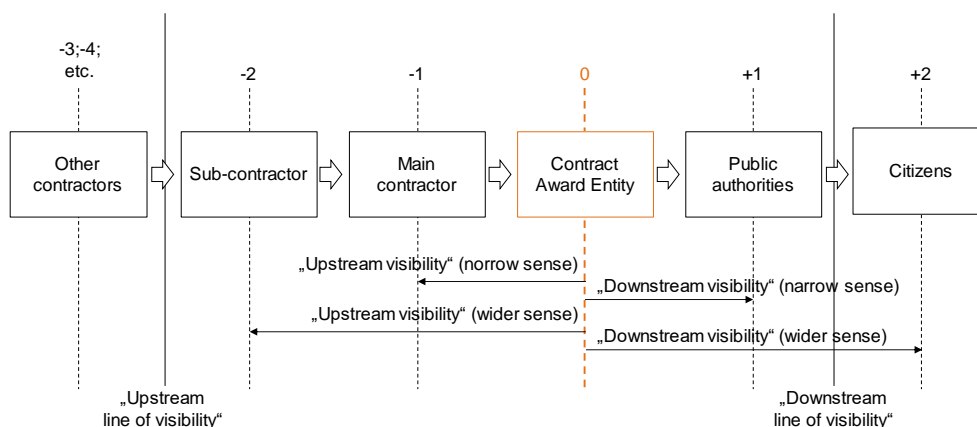 -3;-4;
etc.
-2
-1
0
+1
+2
Other
contractors
Sub-contractor
Main
contractor
Contract
Award Entity
Public
authorities
Citizens
„Upstream visibility“ (norrow sense)
„Downstream visibility“ (narrow sense)
„Upstream visibility“ (wider sense)
„Downstream visibility“ (wider sense)
„Upstream
line of visibility“
„Downstream
line of visibility“